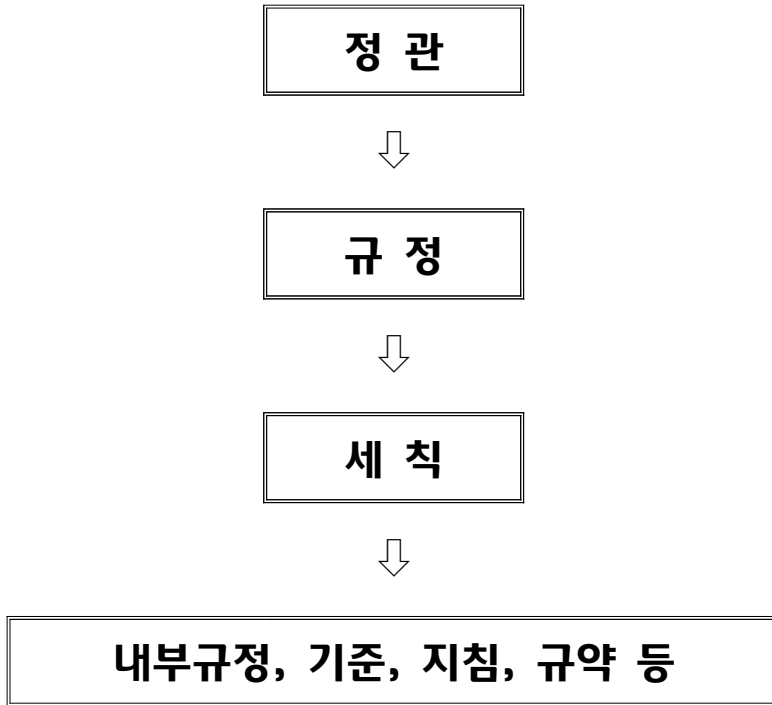 정 관
규 정
세 칙
내부규정, 기준, 지침, 규약 등